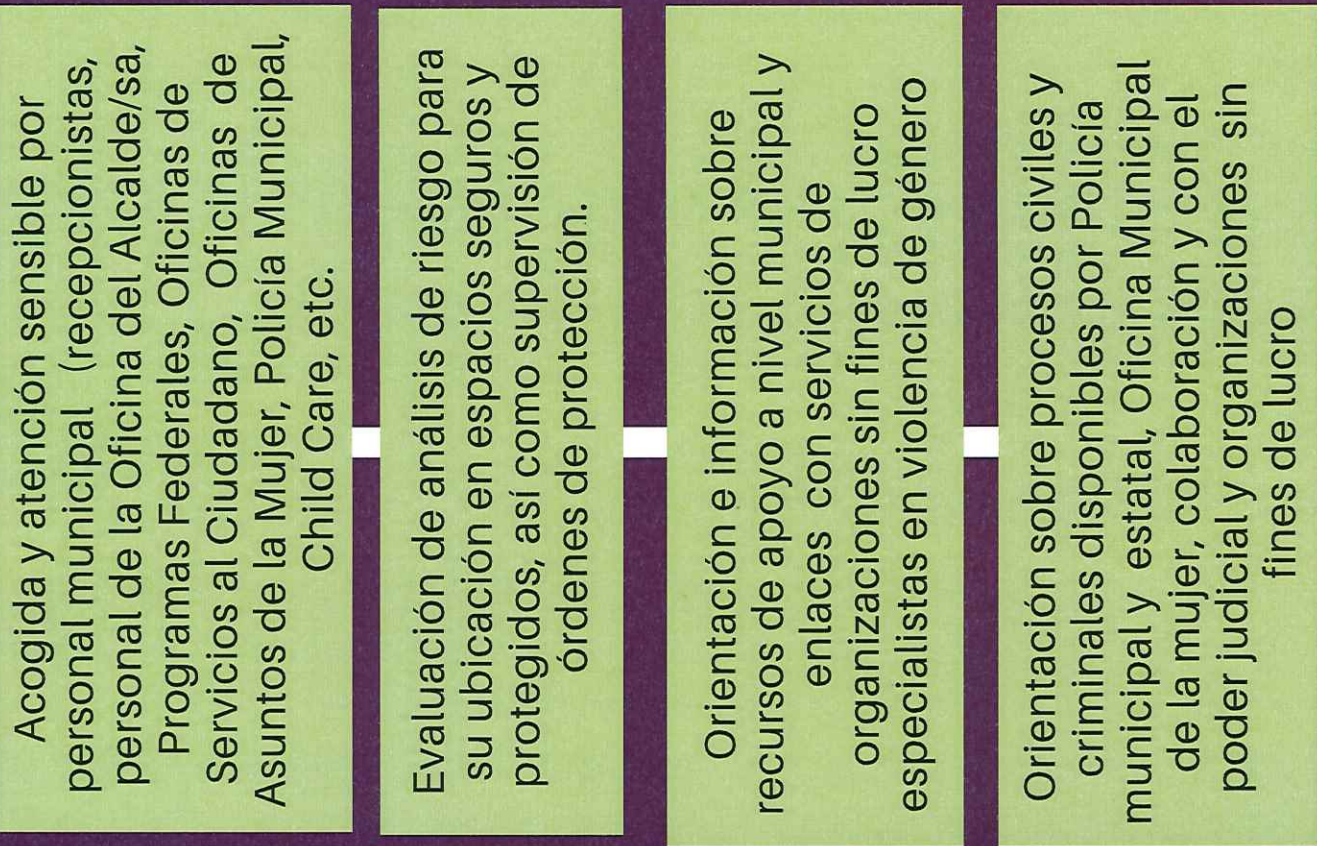 Acogida y atención sensible por
personal municipal (recepcionistas,
personal de la Oficina del Alcalde/sa,
Programas Federales, Oficinas de
Servicios al Ciudadano, Oficinas de
Asuntos de la Mujer, Policía Municipal,
Child Care, etc.
Evaluación de análisis de riesgo para
su ubicación en espacios seguros y
protegidos, así como supervisión de
órdenes de protección.
Orientación e información sobre
recursos de apoyo a nivel municipal y
enlaces con servicios de
organizaciones sin fines de lucro
especialistas en violencia de género
Orientación sobre procesos civiles y
criminales disponibles por Policía
municipal y estatal, Oficina Municipal
de la mujer, colaboración y con el
poder judicial y organizaciones sin
fines de lucro